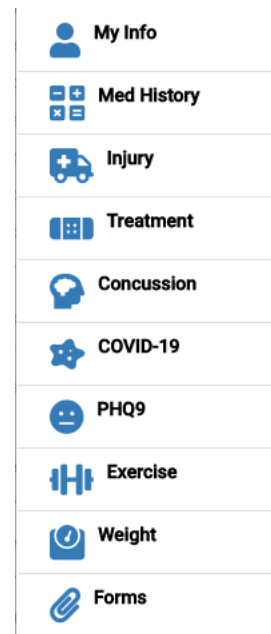 My Info
Med History
Injury
Treatment
Concussion
COVID-19
PHQ9
Exercise
Weight
Forms